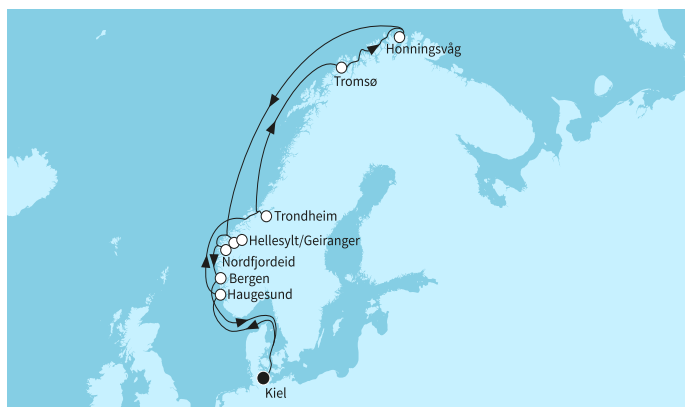 Honningsvåg
Tromsø
Trondheim
Hellesylt/Geiranger
Nordfjordeid
Bergen
Haugesund
Kiel